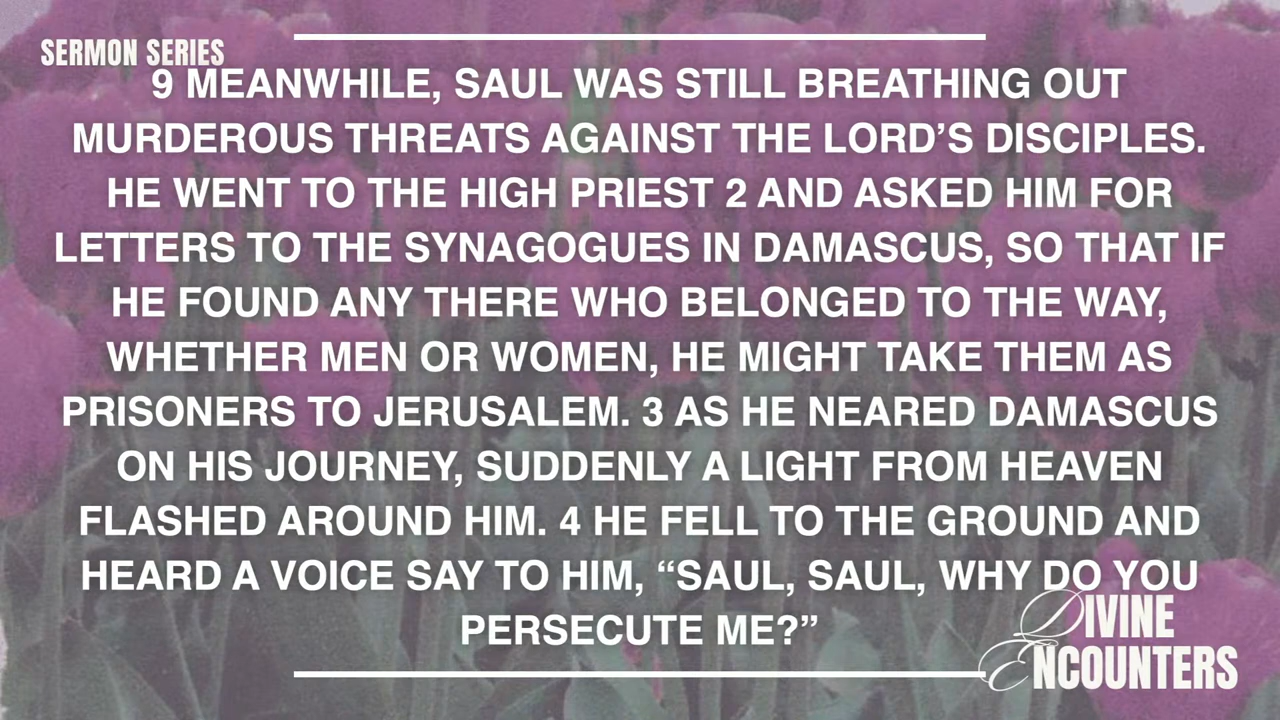 SERMON SERIES
9 MEANWHILE, SAUL WAS STILL BREATHING OUT
MURDEROUS THREATS AGAINST THE LORD’S DISCIPLES.
HE WENT TO THE HIGH PRIEST 2 AND ASKED HIM FOR
LETTERS TO THE SYNAGOGUES IN DAMASCUS, SO THAT IF
HE FOUND ANY THERE WHO BELONGED TO THE WAY,
WHETHER MEN OR WOMEN, HE MIGHT TAKE THEM AS
PRISONERS TO JERUSALEM. 3 AS HE NEARED DAMASCUS
ON HIS JOURNEY, SUDDENLY A LIGHT FROM HEAVEN
FLASHED AROUND HIM. 4 HE FELL TO THE GROUND AND
HEARD A VOICE SAY TO HIM, “SAUL, SAUL, WHY DO YOU
PERSECUTE ME?”
DIVINE
ENCOUNTERS